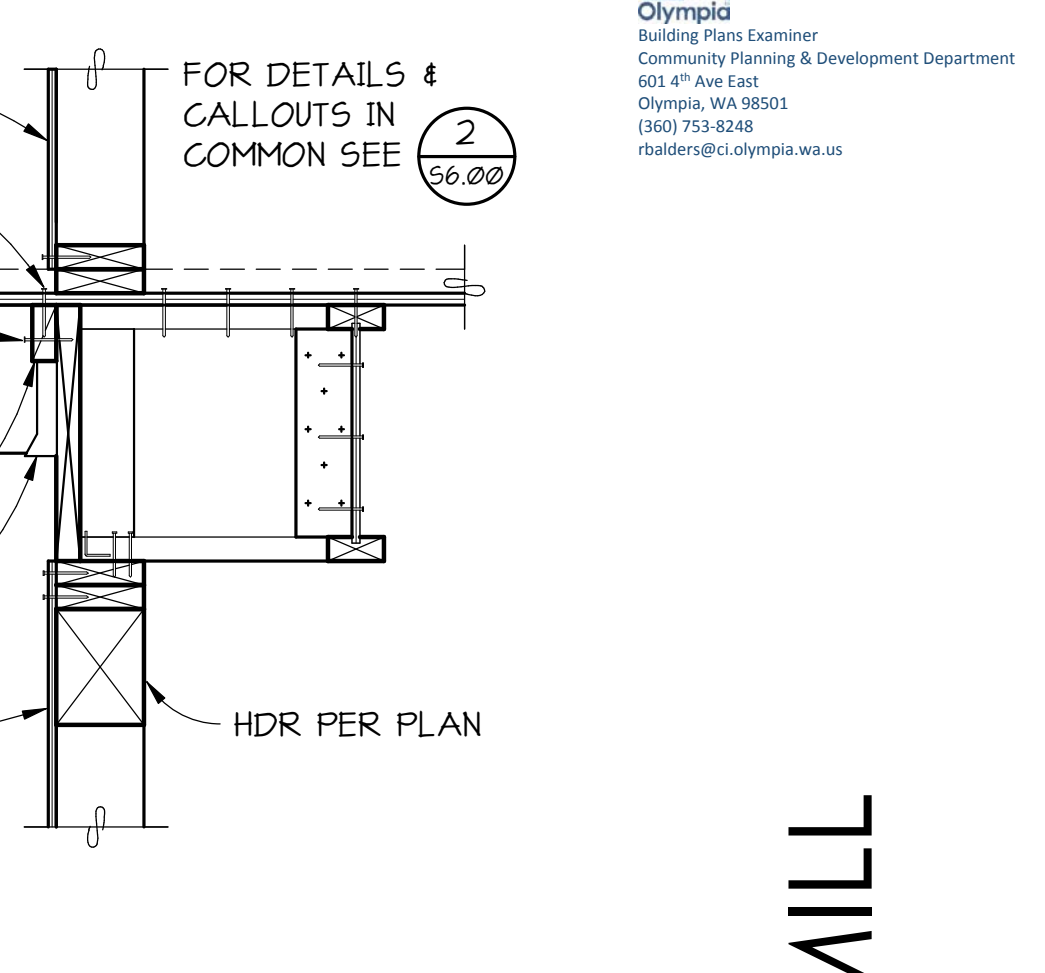 FOR DETAILS &
CALLOUTS IN
COMMON SEE
2
S6.00
HDR PER PLAN
Olympia
Building Plans Examiner
Community Planning & Development Department
601 4th Ave East
Olympia, WA 98501
(360) 753-8248
rbalders@ci.olympia.wa.us